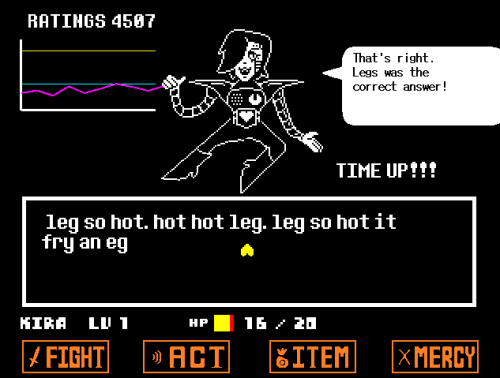 RATINGS 4507
That's right.
Legs was the
correct answer!
TIME UP!!!
leg so hot. hot hot leg. leg so hot it
fry an eg
KIRA LV 1 HP 16 / 20
FIGHT ACT ITEM MERCY